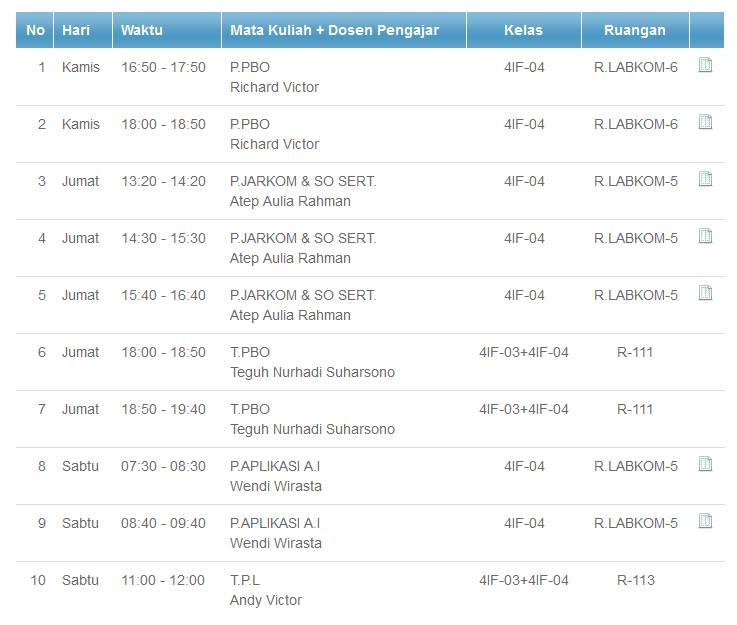 No Hari Waktu Mata Kuliah + Dosen Pengajar Kelas Ruangan
1 Kamis 16:50 - 17:50 P.PBO 4IF-04 R.LABKOM-6
Richard Victor
2 Kamis 18:00 - 18:50 P.PBO 4IF-04 R.LABKOM-6
Richard Victor
3 Jumat 13:20 - 14:20 P.JARKOM & SO SERT. 4IF-04 R.LABKOM-5
Atep Aulia Rahman
4 Jumat 14:30 - 15:30 P.JARKOM & SO SERT. 4IF-04 R.LABKOM-5
Atep Aulia Rahman
5 Jumat 15:40 - 16:40 P.JARKOM & SO SERT. 4IF-04 R.LABKOM-5
Atep Aulia Rahman
6 Jumat 18:00 - 18:50 T.PBO 4IF-03+4IF-04 R-111
Teguh Nurhadi Suharsono
7 Jumat 18:50 - 19:40 T.PBO 4IF-03+4IF-04 R-111
Teguh Nurhadi Suharsono
8 Sabtu 07:30 - 08:30 P.APLIKASI A.I 4IF-04 R.LABKOM-5
Wendi Wirasta
9 Sabtu 08:40 - 09:40 P.APLIKASI A.I 4IF-04 R.LABKOM-5
Wendi Wirasta
10 Sabtu 11:00 - 12:00 T.P.L 4IF-03+4IF-04 R-113
Andy Victor